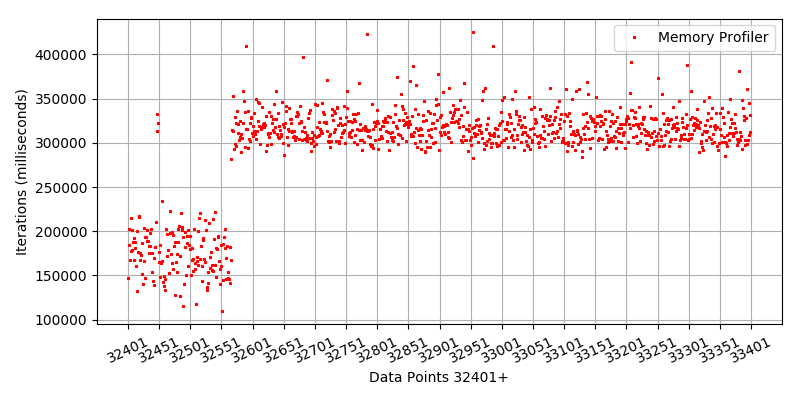 Memory Profiler
Iterations (milliseconds)
400000
350000
300000
250000
200000
150000
100000
32401 32451 32501 32551 32601 32651 32701 32751 32801 32851 32901 32951 33001 33051 33101 33151 33201 33251 33301 33351 33401
Data Points 32401+